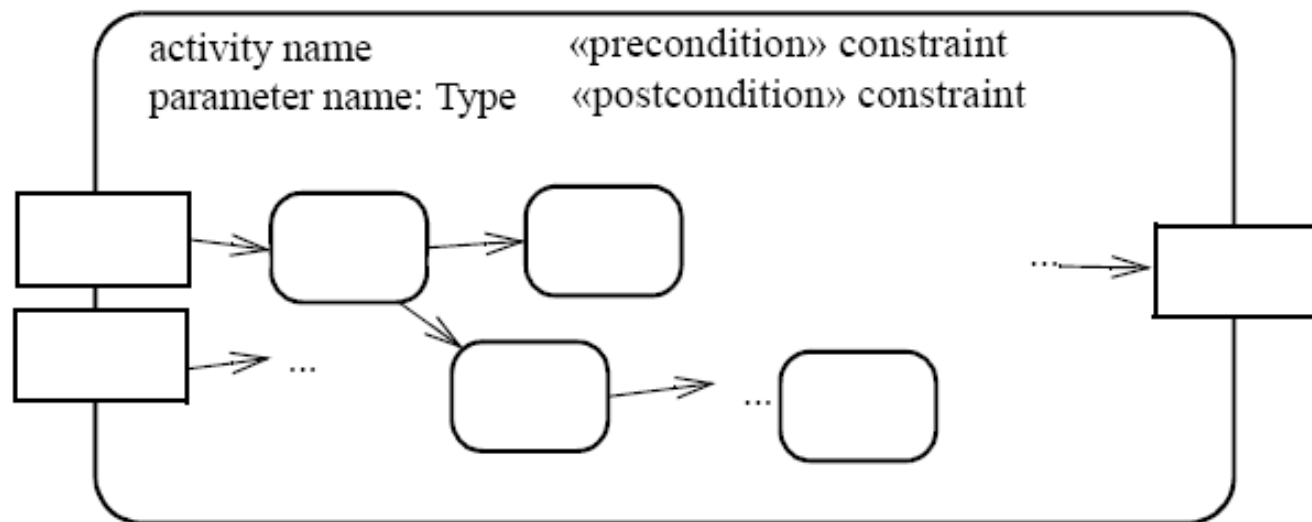 activity name «precondition» constraint
parameter name: Type «postcondition» constraint
...
...
...